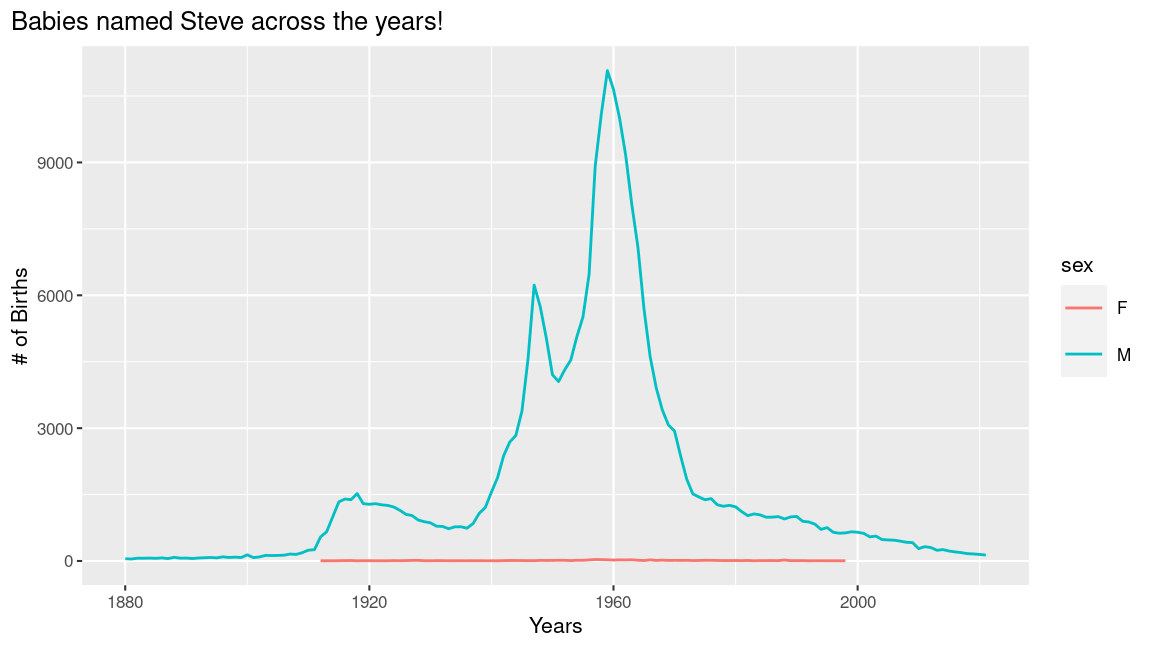 Babies named Steve across the years!
# of Births
9000
6000
3000
0
1880 1920 1960 2000
Years
sex
F
M